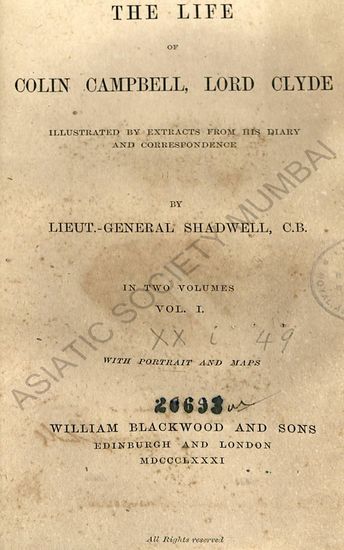 THE LIFE
OF
COLIN CAMPBELL, LORD CLYDE
ILLUSTRATED BY EXTRACTS FROM HIS DIARY
AND CORRESPONDENCE
BY
LIEUT.-GENERAL SHADWELL, C.B.
IN TWO VOLUMES
VOL. I.
XX i 49
WITH PORTRAIT AND MAPS
20693
WILLIAM BLACKWOOD AND SONS
EDINBURGH AND LONDON
MDCCCLXXXI
All Rights reserved
ASIATIC SOCIETY MUMBAI